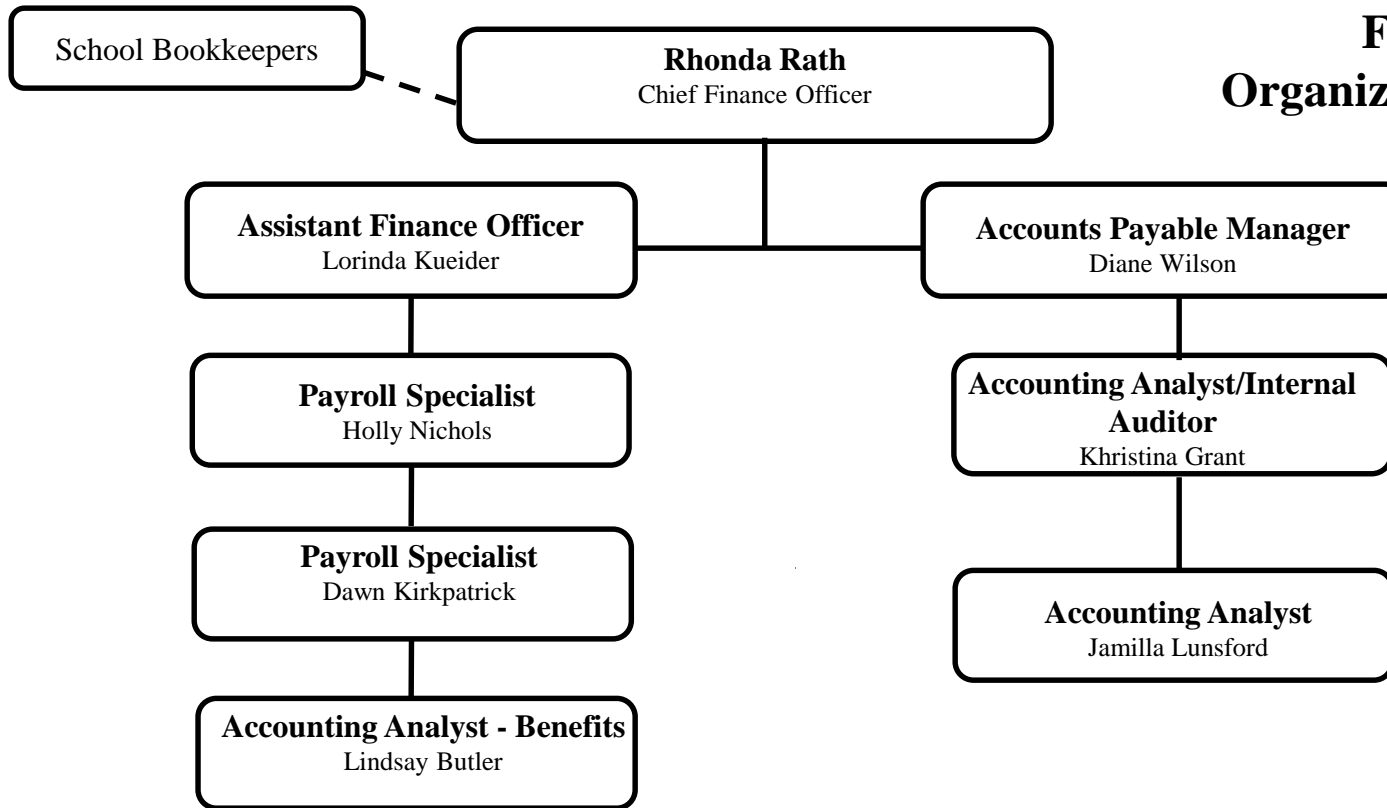 School Bookkeepers
Rhonda Rath
Chief Finance Officer
F
Organiz
Assistant Finance Officer
Lorinda Kueider
Accounts Payable Manager
Diane Wilson
Payroll Specialist
Holly Nichols
Accounting Analyst/Internal
Auditor
Khristina Grant
Payroll Specialist
Dawn Kirkpatrick
Accounting Analyst
Jamilla Lunsford
Accounting Analyst - Benefits
Lindsay Butler